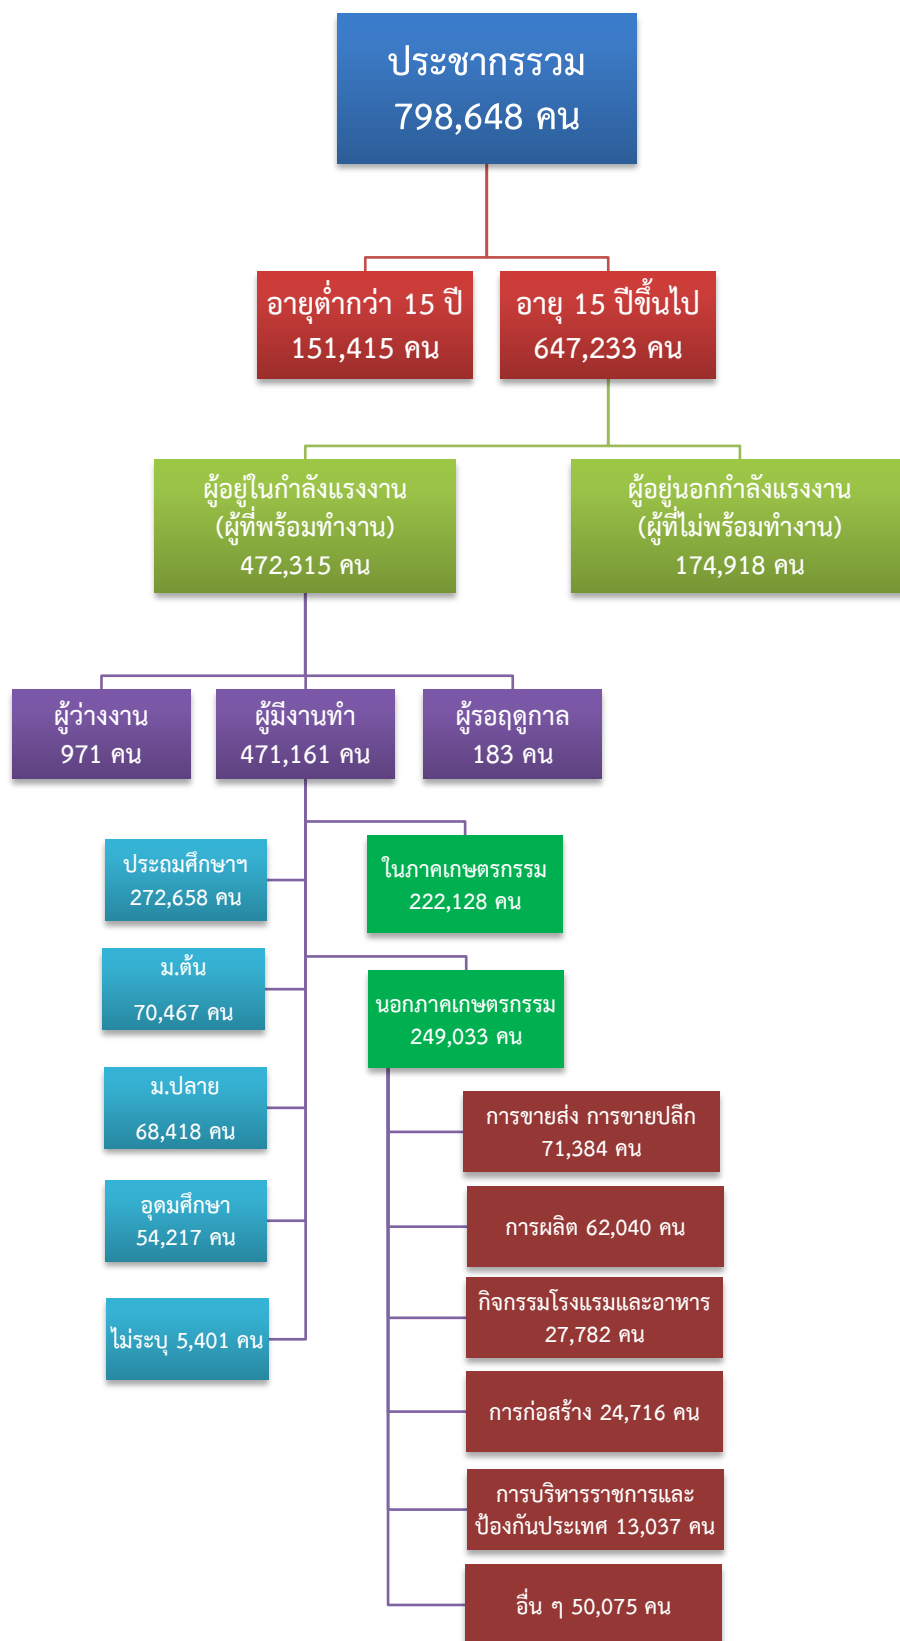 ประชากรรวม
798,648 คน
อายุต่ำกว่า 15 ปี
151,415 คน
อายุ 15 ปีขึ้นไป
647,233 คน
ผู้อยู่ในกำลังแรงงาน
(ผู้ที่พร้อมทำงาน)
472,315 คน
ผู้อยู่นอกกำลังแรงงาน
(ผู้ที่ไม่พร้อมทำงาน)
174,918 คน
ผู้ว่างงาน
971 คน
ผู้มีงานทำ
471,161 คน
ผู้รอฤดูกาล
183 คน
ประถมศึกษาฯ
272,658 คน
ม.ต้น
70,467 คน
ม.ปลาย
68,418 คน
อุดมศึกษา
54,217 คน
ไม่ระบุ 5,401 คน
ในภาคเกษตรกรรม
222,128 คน
นอกภาคเกษตรกรรม
249,033 คน
การขายส่ง การขายปลีก
71,384 คน
การผลิต 62,040 คน
กิจกรรมโรงแรมและอาหาร
27,782 คน
การก่อสร้าง 24,716 คน
การบริหารราชการและ
ป้องกันประเทศ 13,037 คน
อื่น ๆ 50,075 คน